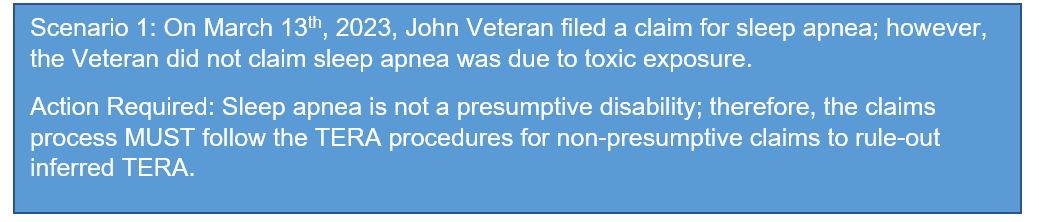 Scenario 1: On March 13th, 2023, John Veteran filed a claim for sleep apnea; however,
the Veteran did not claim sleep apnea was due to toxic exposure.
Action Required: Sleep apnea is not a presumptive disability; therefore, the claims
process MUST follow the TERA procedures for non-presumptive claims to rule-out
inferred TERA.